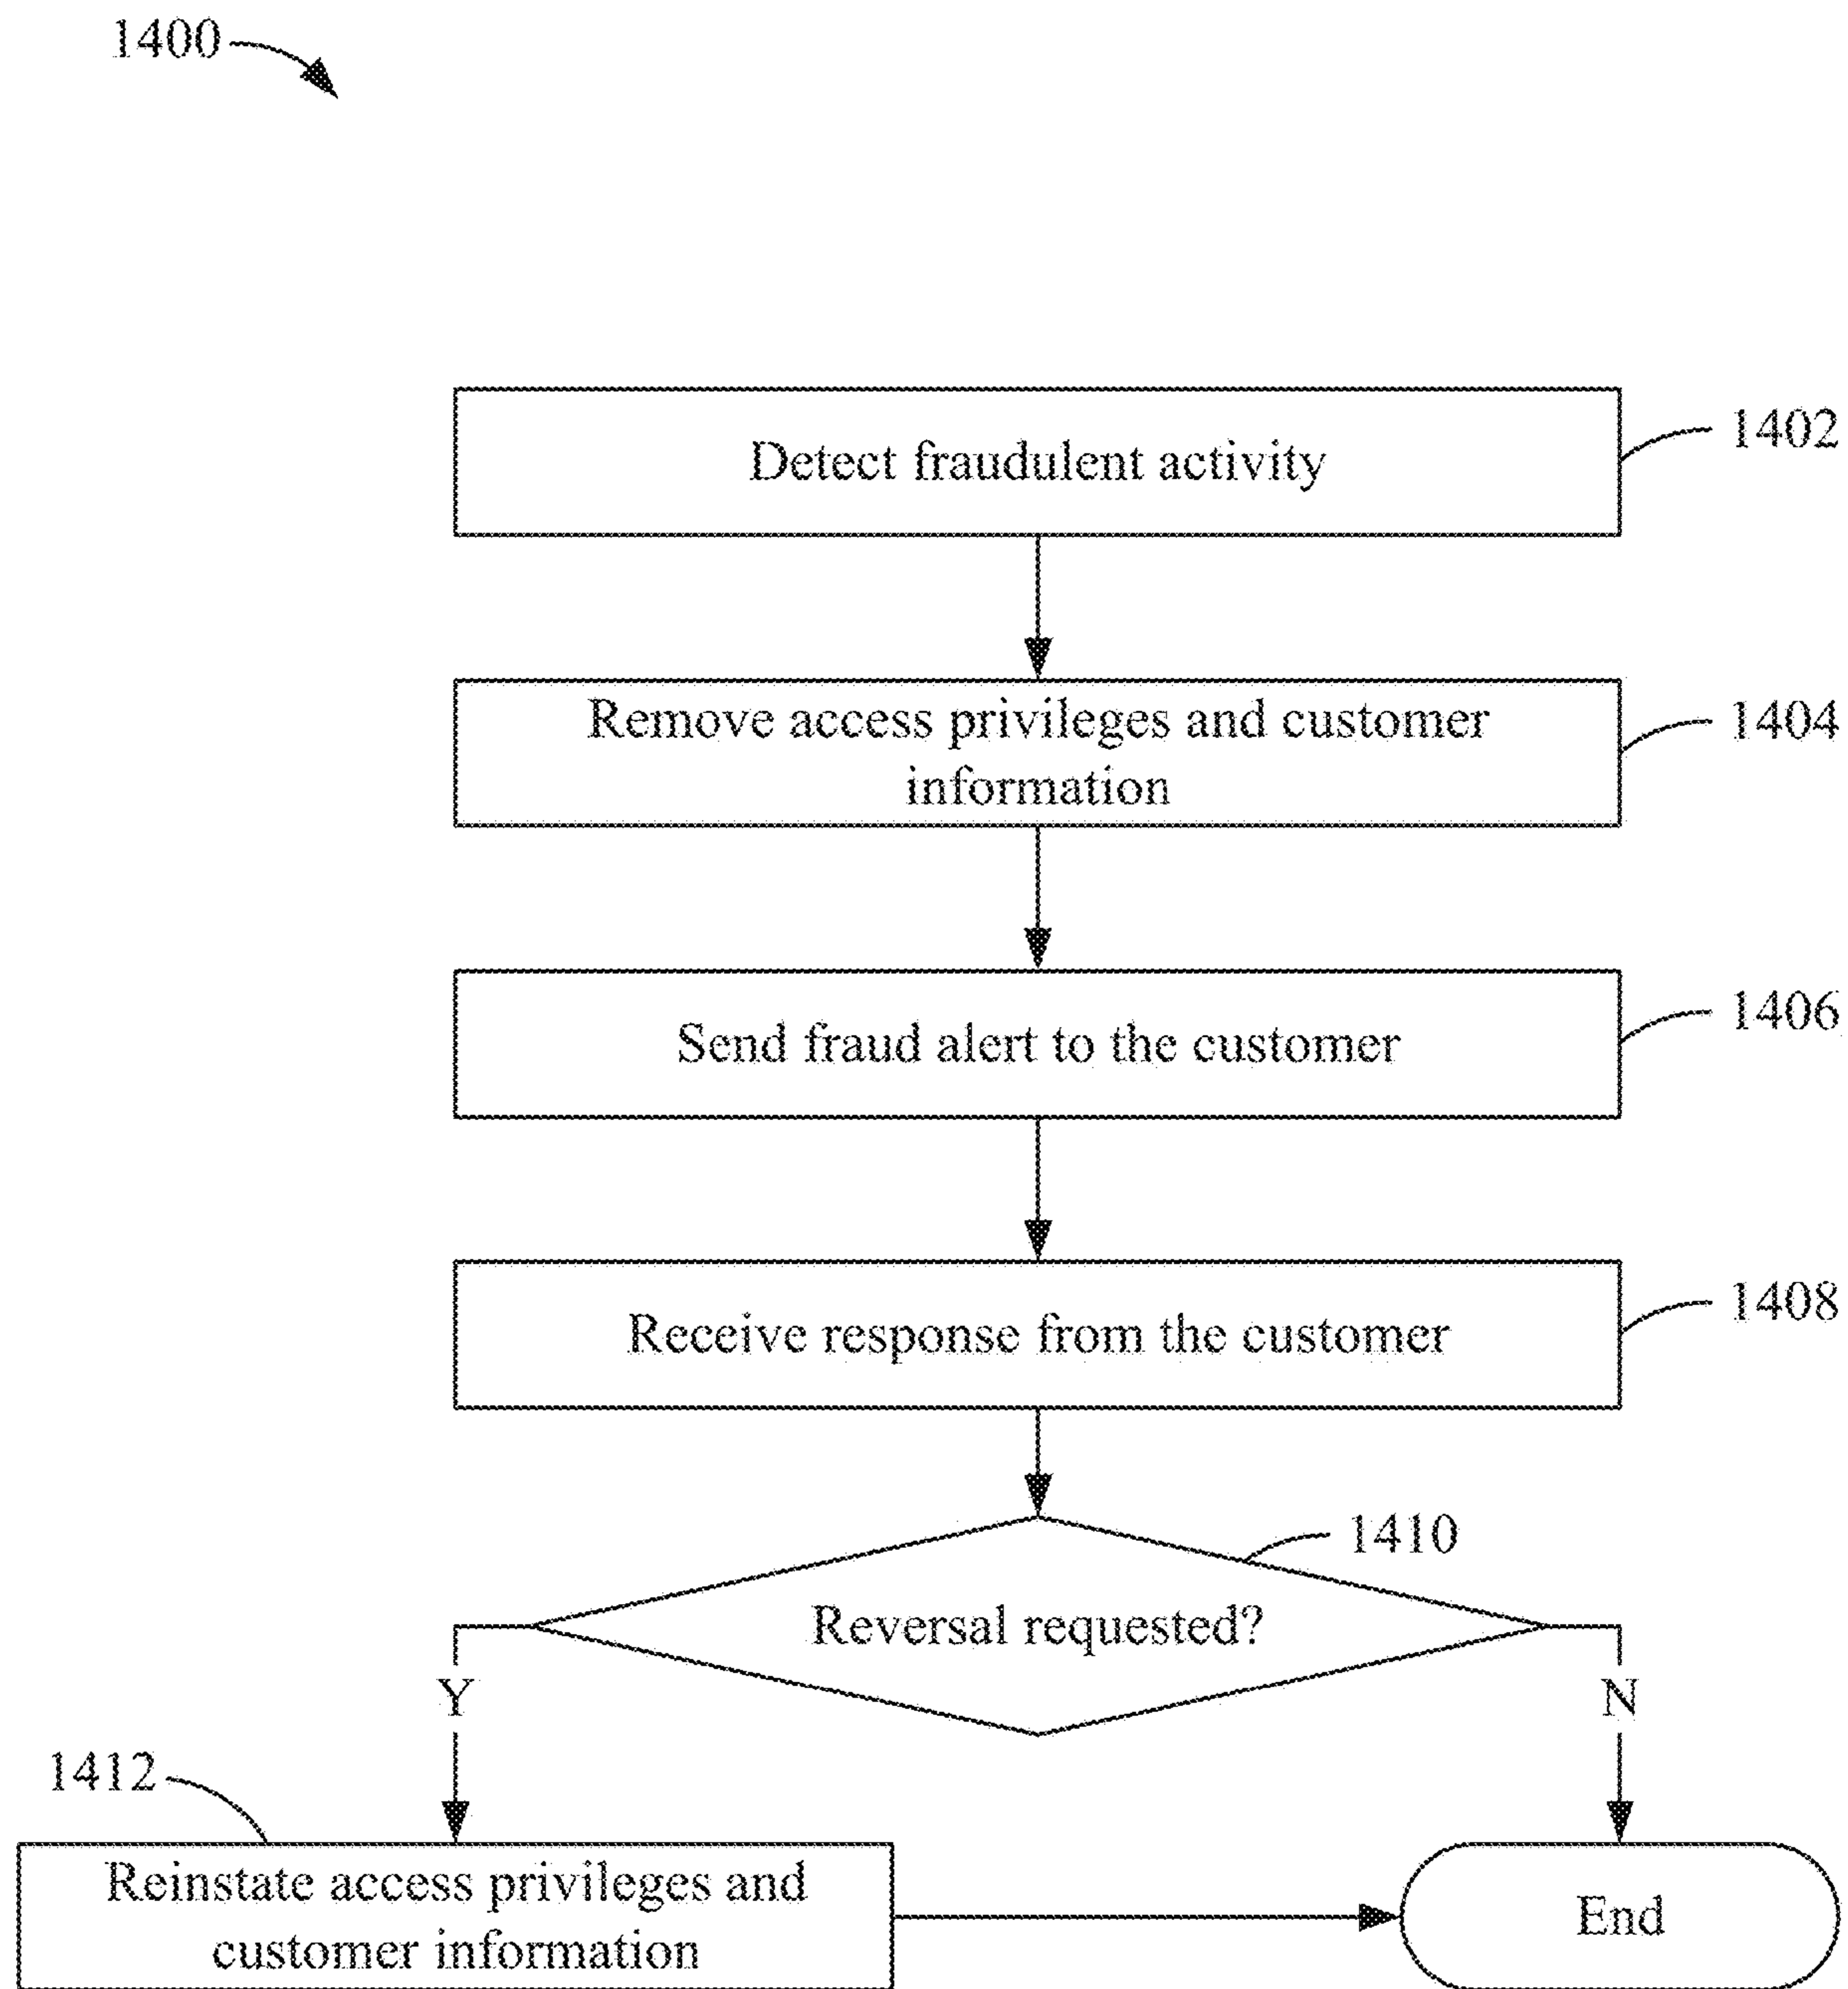 1400
Detect fraudulent activity
1402
Remove access privileges and customer
information
1404
Send fraud alert to the customer
1406
Receive response from the customer
1408
1410
Reversal requested?
Y
N
1412
Reinstate access privileges and
customer information
End